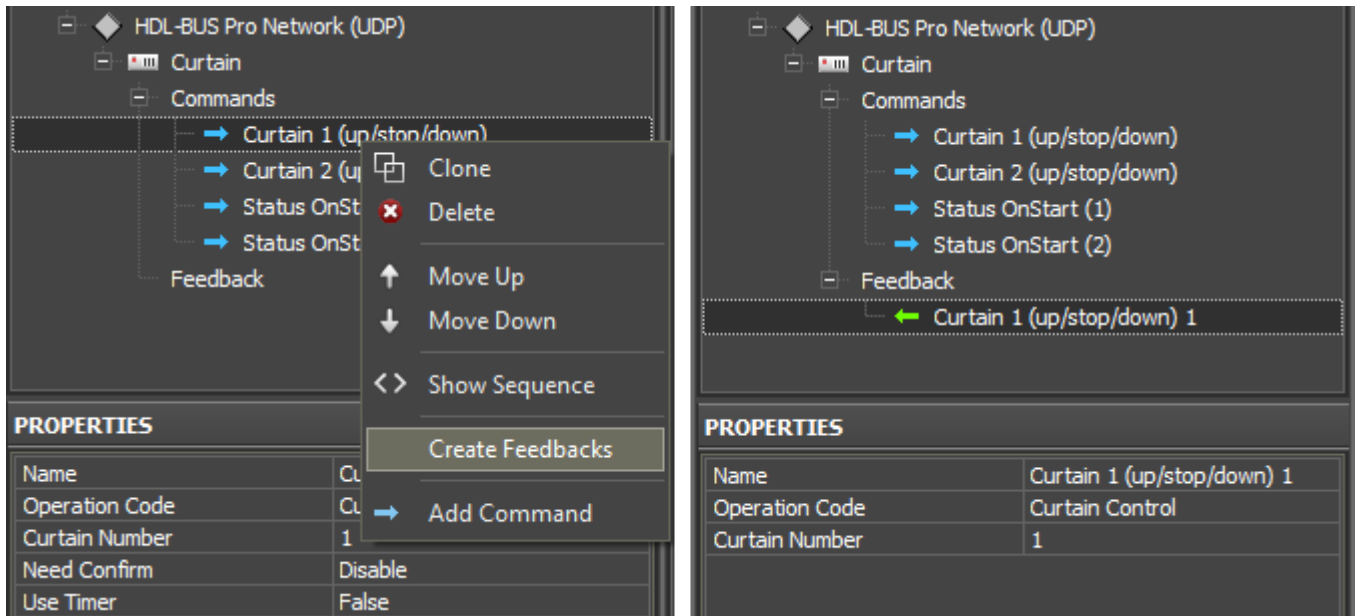 HDL-BUS Pro Network (UDP)
Curtain
Commands
Curtain 1 (up/stop/down)
Curtain 2 (up
Status OnSt
Status OnSt
Feedback
Clone
Delete
Move Up
Move Down
Show Sequence
Create Feedbacks
Add Command
PROPERTIES
Name Cu
Operation Code Cu
Curtain Number 1
Need Confirm Disable
Use Timer False
HDL-BUS Pro Network (UDP)
Curtain
Commands
Curtain 1 (up/stop/down)
Curtain 2 (up/stop/down)
Status OnStart (1)
Status OnStart (2)
Feedback
Curtain 1 (up/stop/down) 1
PROPERTIES
Name Curtain 1 (up/stop/down) 1
Operation Code Curtain Control
Curtain Number 1